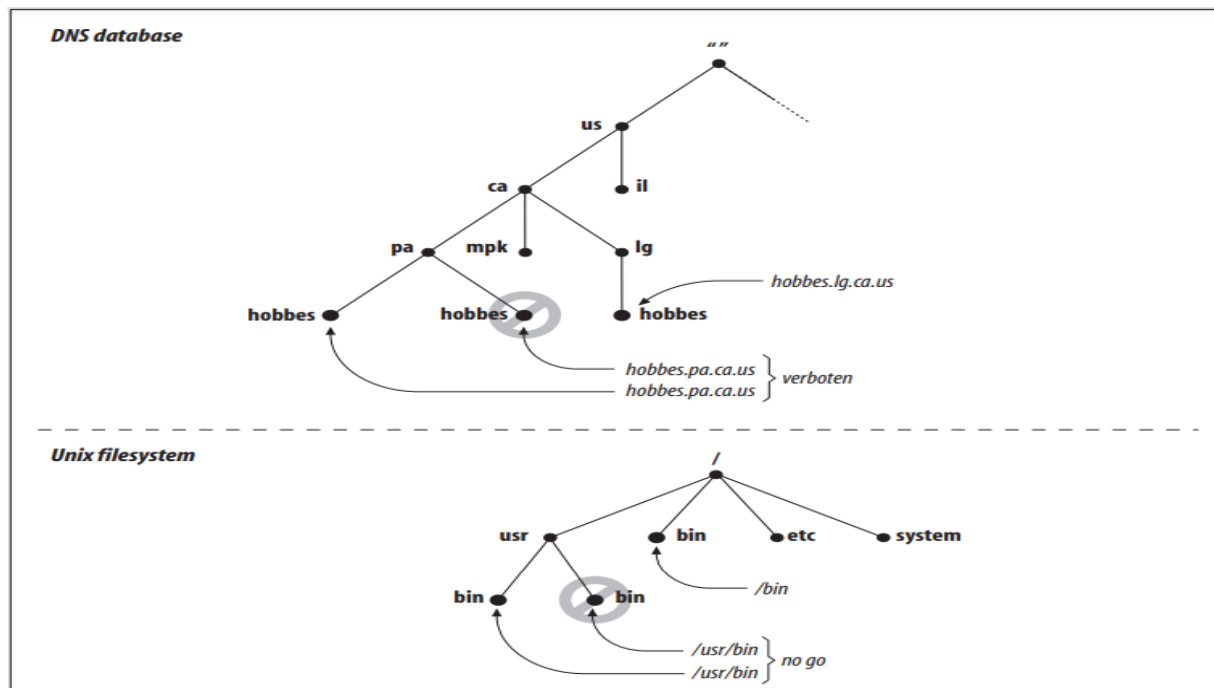 DNS database
“ ”
us
ca
il
pa
mpk
lg
hobbes.lg.ca.us
hobbes
hobbes
hobbes
hobbes.pa.ca.us
hobbes.pa.ca.us
verboten
Unix filesystem
/
usr
bin
etc
system
/bin
bin
bin
/usr/bin
/usr/bin
no go